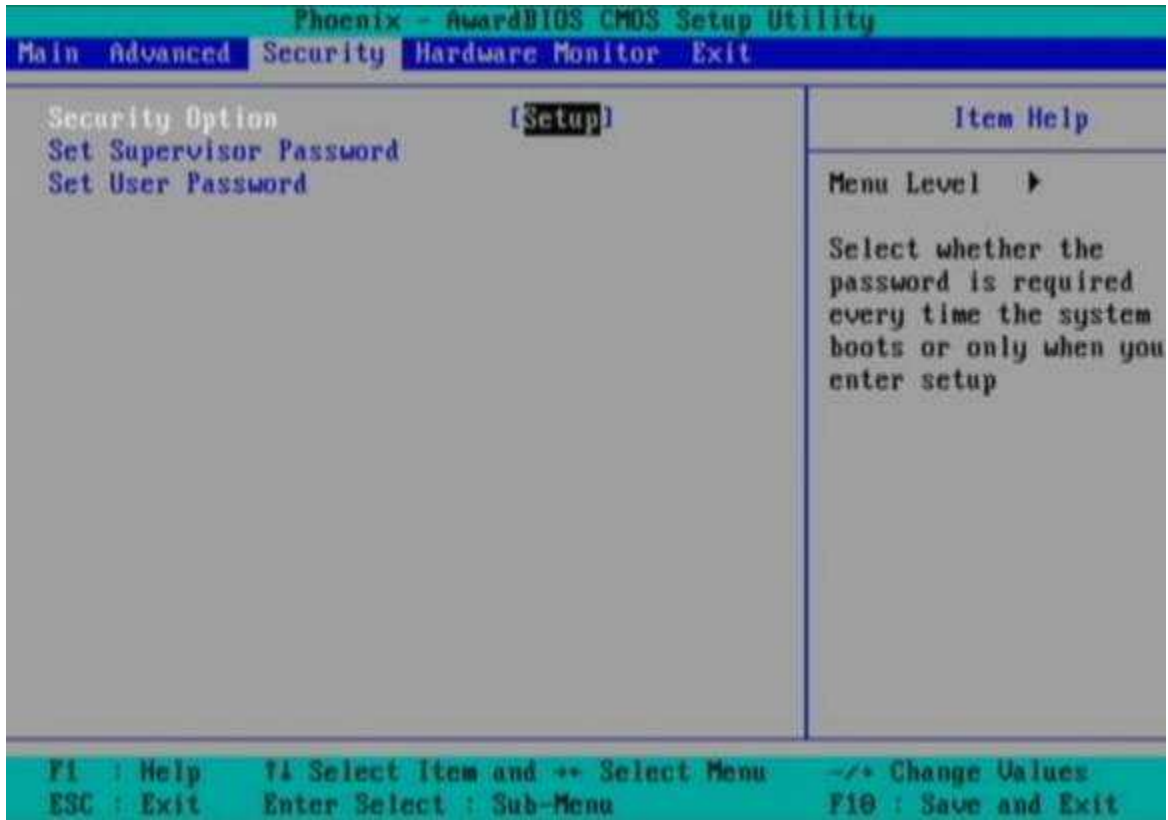 Phoenix - AwardBIOS CMOS Setup Utility
Main Advanced Security Hardware Monitor Exit
Security Option [Setup]
Set Supervisor Password
Set User Password
Item Help
Menu Level ▶
Select whether the
password is required
every time the system
boots or only when you
enter setup
F1 : Help ↑↓ Select Item and ↔ Select Menu -/+ Change Values
ESC : Exit Enter Select : Sub-Menu F10 : Save and Exit